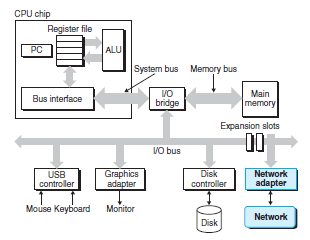 CPU chip
Register file
PC
ALU
System bus
Memory bus
Bus interface
I/O
bridge
Main
memory
Expansion slots
I/O bus
USB
controller
Graphics
adapter
Disk
controller
Network
adapter
Mouse Keyboard
Monitor
Disk
Network